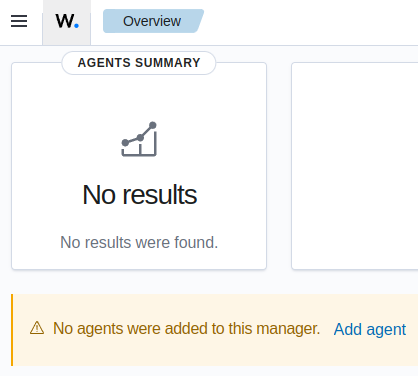 W.
Overview
AGENTS SUMMARY
No results
No results were found.
No agents were added to this manager. Add agent